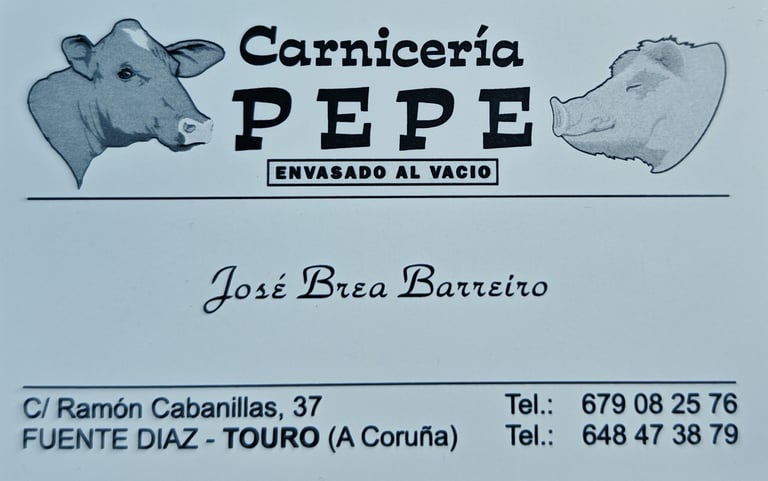 Carnicería
PEPE
ENVASADO AL VACIO
José Brea Barreiro
C/ Ramón Cabanillas, 37 Tel.: 679 08 25 76
FUENTE DIAZ - TOURO (A Coruña) Tel.: 648 47 38 79